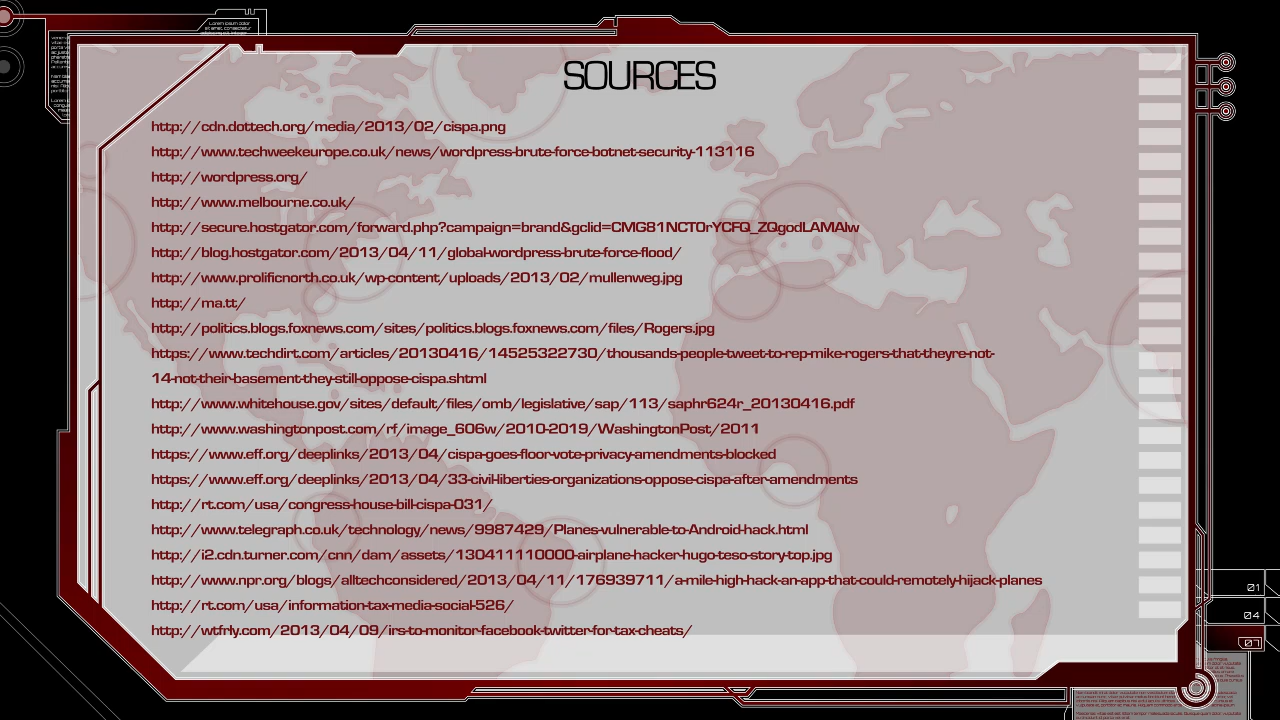 Lorem ipsum dolor
SOURCES
http://cdn.dottech.org/media/2013/02/cispa.png
http://www.techweekeurope.co.uk/news/wordpress-brute-force-botnet-security-113116
http://wordpress.org/
http://www.melbourne.co.uk/
http://secure.hostgator.com/forward.php?campaign=brand&gclid=CMG81NCT0rYCFQ_ZQgodLAMAIw
http://blog.hostgator.com/2013/04/11/global-wordpress-brute-force-flood/
http://www.prolificnorth.co.uk/wp-content/uploads/2013/02/mullenweg.jpg
http://ma.tt/
http://politics.blogs.foxnews.com/sites/politics.blogs.foxnews.com/files/Rogers.jpg
https://www.techdirt.com/articles/20130416/14525322730/thousands-people-tweet-to-rep-mike-rogers-that-theyre-not-
14-not-their-basement-they-still-oppose-cispa.shtml
http://www.whitehouse.gov/sites/default/files/omb/legislative/sap/113/saphr624r_20130416.pdf
http://www.washingtonpost.com/rf/image_606w/2010-2019/WashingtonPost/2011
https://www.eff.org/deeplinks/2013/04/cispa-goes-floor-vote-privacy-amendments-blocked
https://www.eff.org/deeplinks/2013/04/33-civil-liberties-organizations-oppose-cispa-after-amendments
http://rt.com/usa/congress-house-bill-cispa-031/
http://www.telegraph.co.uk/technology/news/9987429/Planes-vulnerable-to-Android-hack.html
http://i2.cdn.turner.com/cnn/dam/assets/130411110000-airplane-hacker-hugo-teso-story-top.jpg
http://www.npr.org/blogs/alltechconsidered/2013/04/11/176939711/a-mile-high-hack-an-app-that-could-remotely-hijack-planes
http://rt.com/usa/information-tax-media-social-526/
http://wtfrly.com/2013/04/09/irs-to-monitor-facebook-twitter-for-tax-cheats/
01
04
07